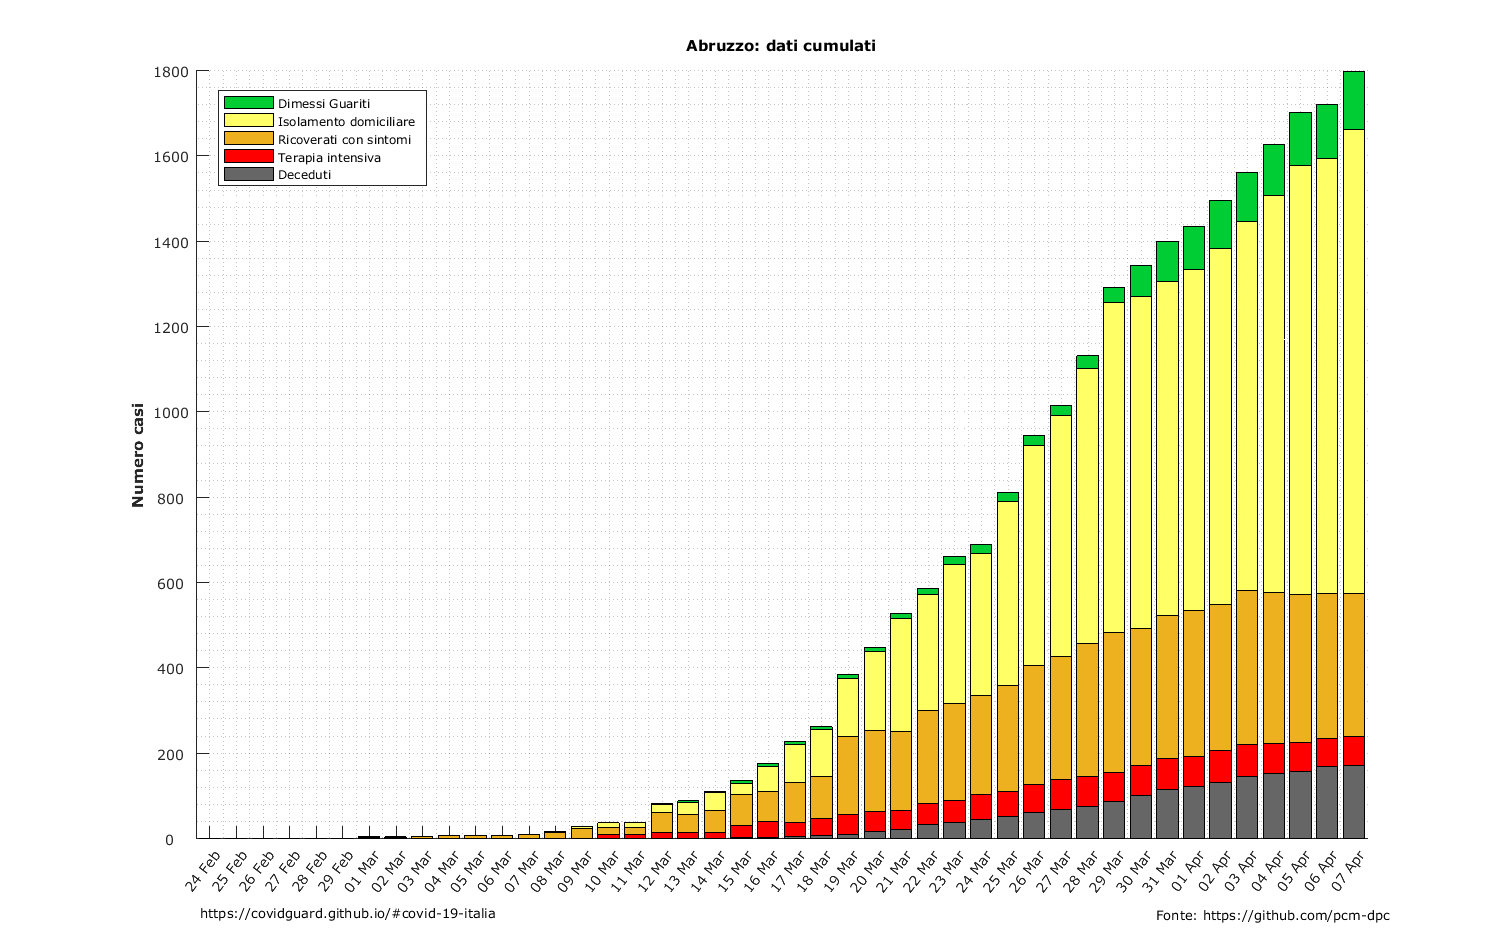 Abruzzo: dati cumulati
1800
1600
1400
1200
1000
800
600
400
200
0
Numero casi
Dimessi Guariti
Isolamento domiciliare
Ricoverati con sintomi
Terapia intensiva
Deceduti
24 Feb
25 Feb
26 Feb
27 Feb
28 Feb
29 Feb
01 Mar
02 Mar
03 Mar
04 Mar
05 Mar
06 Mar
07 Mar
08 Mar
09 Mar
10 Mar
11 Mar
12 Mar
13 Mar
14 Mar
15 Mar
16 Mar
17 Mar
18 Mar
19 Mar
20 Mar
21 Mar
22 Mar
23 Mar
24 Mar
25 Mar
26 Mar
27 Mar
28 Mar
29 Mar
30 Mar
31 Mar
01 Apr
02 Apr
03 Apr
04 Apr
05 Apr
06 Apr
07 Apr
https://covidguard.github.io/#covid-19-italia
Fonte: https://github.com/pcm-dpc